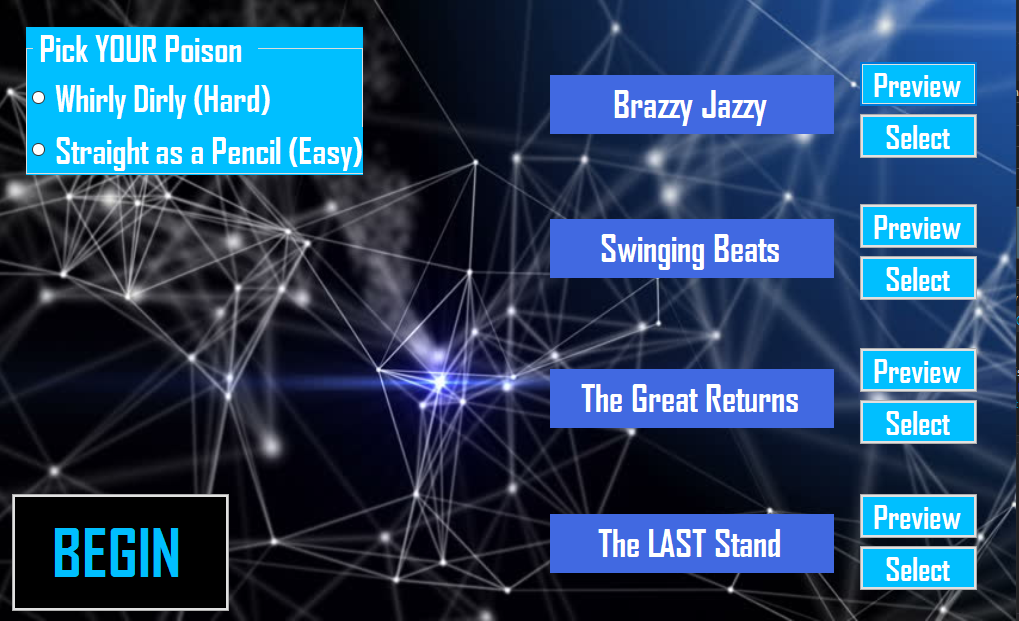 Pick YOUR Poison
Whirly Dirly (Hard)
Straight as a Pencil (Easy)
Brazzy Jazzy
Preview
Select
Swinging Beats
Preview
Select
The Great Returns
Preview
Select
The LAST Stand
Preview
Select
BEGIN